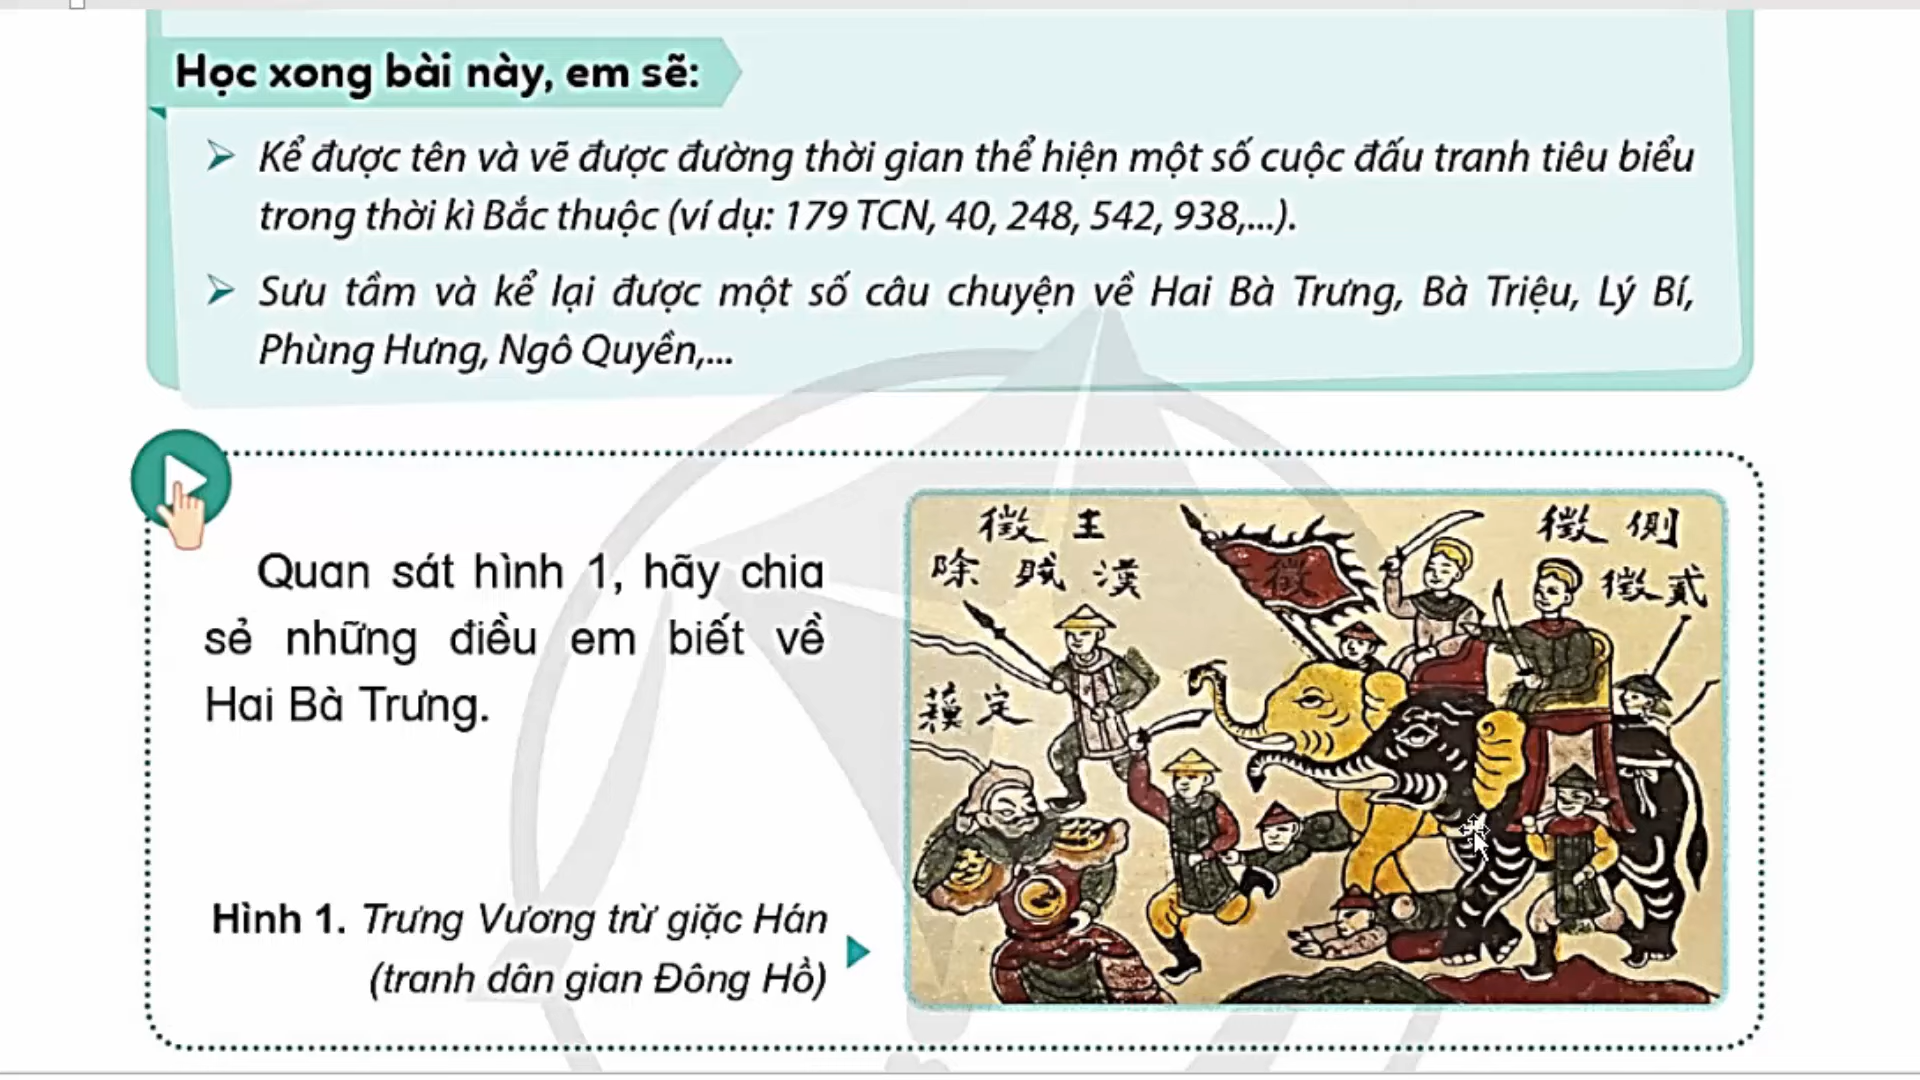 Học xong bài này, em sẽ:
Kể được tên và vẽ được đường thời gian thể hiện một số cuộc đấu tranh tiêu biểu
trong thời kì Bắc thuộc (ví dụ: 179 TCN, 40, 248, 542, 938,...).
Sưu tầm và kể lại được một số câu chuyện về Hai Bà Trưng, Bà Triệu, Lý Bí,
Phùng Hưng, Ngô Quyền,...
Quan sát hình 1, hãy chia
sẻ những điều em biết về
Hai Bà Trưng.
Hình 1. Trưng Vương trừ giặc Hán
(tranh dân gian Đông Hồ)
徵 王
除 賊 漢
定
徵
徵 側
徵 貳